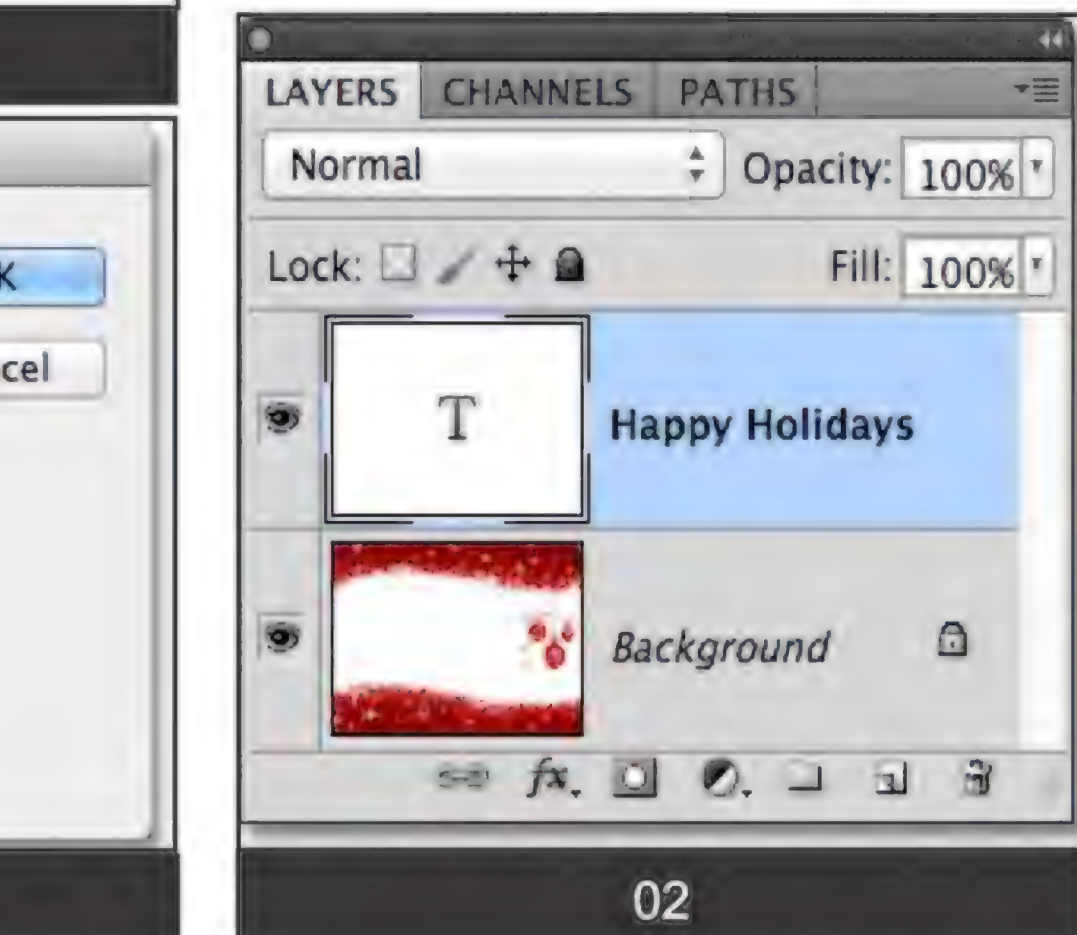 LAYERS CHANNELS PATHS
Normal Opacity: 100%
Lock: Fill: 100%
T Happy Holidays
Background
fx.
02
K
cel